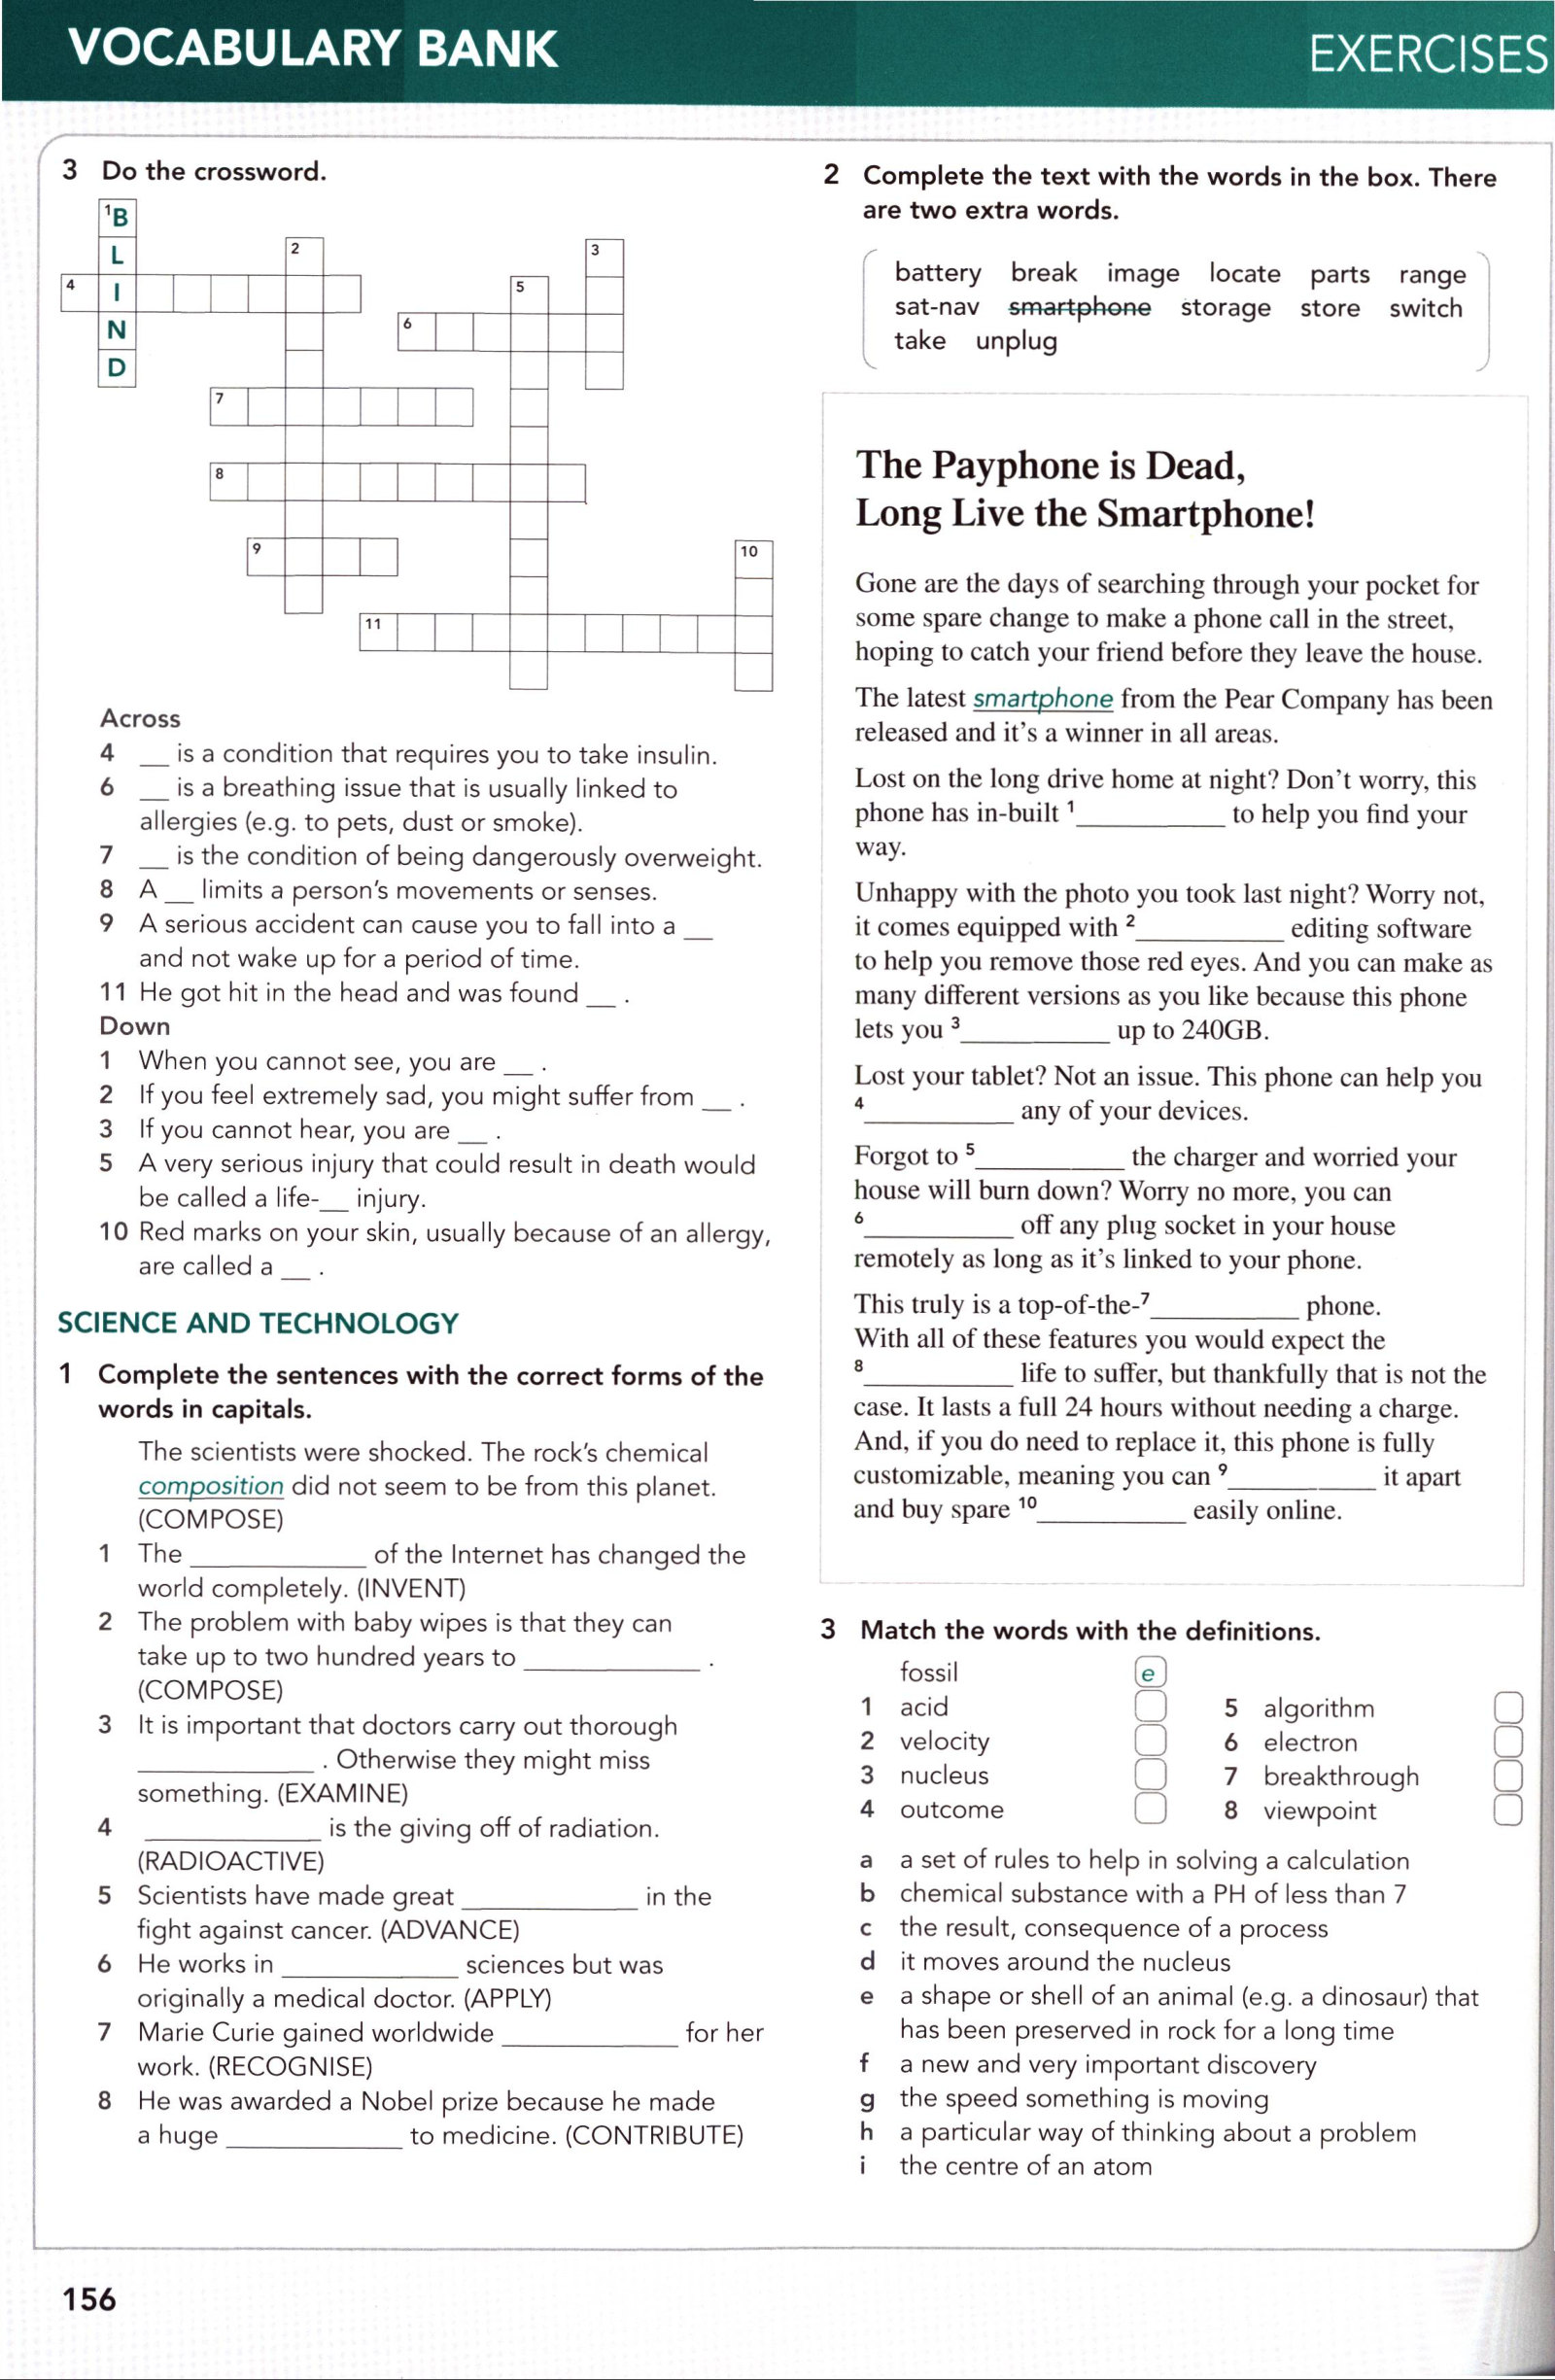 VOCABULARY BANK
EXERCISES
3 Do the crossword.
1B
L
I
N
D
2
3
4
5
6
7
8
9
10
11
Across
4 __ is a condition that requires you to take insulin.
6 __ is a breathing issue that is usually linked to
allergies (e.g. to pets, dust or smoke).
7 __ is the condition of being dangerously overweight.
8 A __ limits a person's movements or senses.
9 A serious accident can cause you to fall into a __
and not wake up for a period of time.
11 He got hit in the head and was found __ .
Down
1 When you cannot see, you are __ .
2 If you feel extremely sad, you might suffer from __ .
3 If you cannot hear, you are __ .
5 A very serious injury that could result in death would
be called a life-__ injury.
10 Red marks on your skin, usually because of an allergy,
are called a __ .
SCIENCE AND TECHNOLOGY
1 Complete the sentences with the correct forms of the
words in capitals.
The scientists were shocked. The rock's chemical
composition did not seem to be from this planet.
(COMPOSE)
1 The ____________ of the Internet has changed the
world completely. (INVENT)
2 The problem with baby wipes is that they can
take up to two hundred years to ____________ .
(COMPOSE)
3 It is important that doctors carry out thorough
____________ . Otherwise they might miss
something. (EXAMINE)
4 ____________ is the giving off of radiation.
(RADIOACTIVE)
5 Scientists have made great ____________ in the
fight against cancer. (ADVANCE)
6 He works in ____________ sciences but was
originally a medical doctor. (APPLY)
7 Marie Curie gained worldwide ____________ for her
work. (RECOGNISE)
8 He was awarded a Nobel prize because he made
a huge ____________ to medicine. (CONTRIBUTE)
2 Complete the text with the words in the box. There
are two extra words.
battery break image locate parts range
sat-nav smartphone storage store switch
take unplug
The Payphone is Dead,
Long Live the Smartphone!
Gone are the days of searching through your pocket for
some spare change to make a phone call in the street,
hoping to catch your friend before they leave the house.
The latest smartphone from the Pear Company has been
released and it's a winner in all areas.
Lost on the long drive home at night? Don't worry, this
phone has in-built 1___________ to help you find your
way.
Unhappy with the photo you took last night? Worry not,
it comes equipped with 2___________ editing software
to help you remove those red eyes. And you can make as
many different versions as you like because this phone
lets you 3___________ up to 240GB.
Lost your tablet? Not an issue. This phone can help you
4___________ any of your devices.
Forgot to 5___________ the charger and worried your
house will burn down? Worry no more, you can
6___________ off any plug socket in your house
remotely as long as it's linked to your phone.
This truly is a top-of-the-7___________ phone.
With all of these features you would expect the
8___________ life to suffer, but thankfully that is not the
case. It lasts a full 24 hours without needing a charge.
And, if you do need to replace it, this phone is fully
customizable, meaning you can 9___________ it apart
and buy spare 10___________ easily online.
3 Match the words with the definitions.
fossil e
1 acid
2 velocity
3 nucleus
4 outcome
5 algorithm
6 electron
7 breakthrough
8 viewpoint
a a set of rules to help in solving a calculation
b chemical substance with a PH of less than 7
c the result, consequence of a process
d it moves around the nucleus
e a shape or shell of an animal (e.g. a dinosaur) that
has been preserved in rock for a long time
f a new and very important discovery
g the speed something is moving
h a particular way of thinking about a problem
i the centre of an atom
156